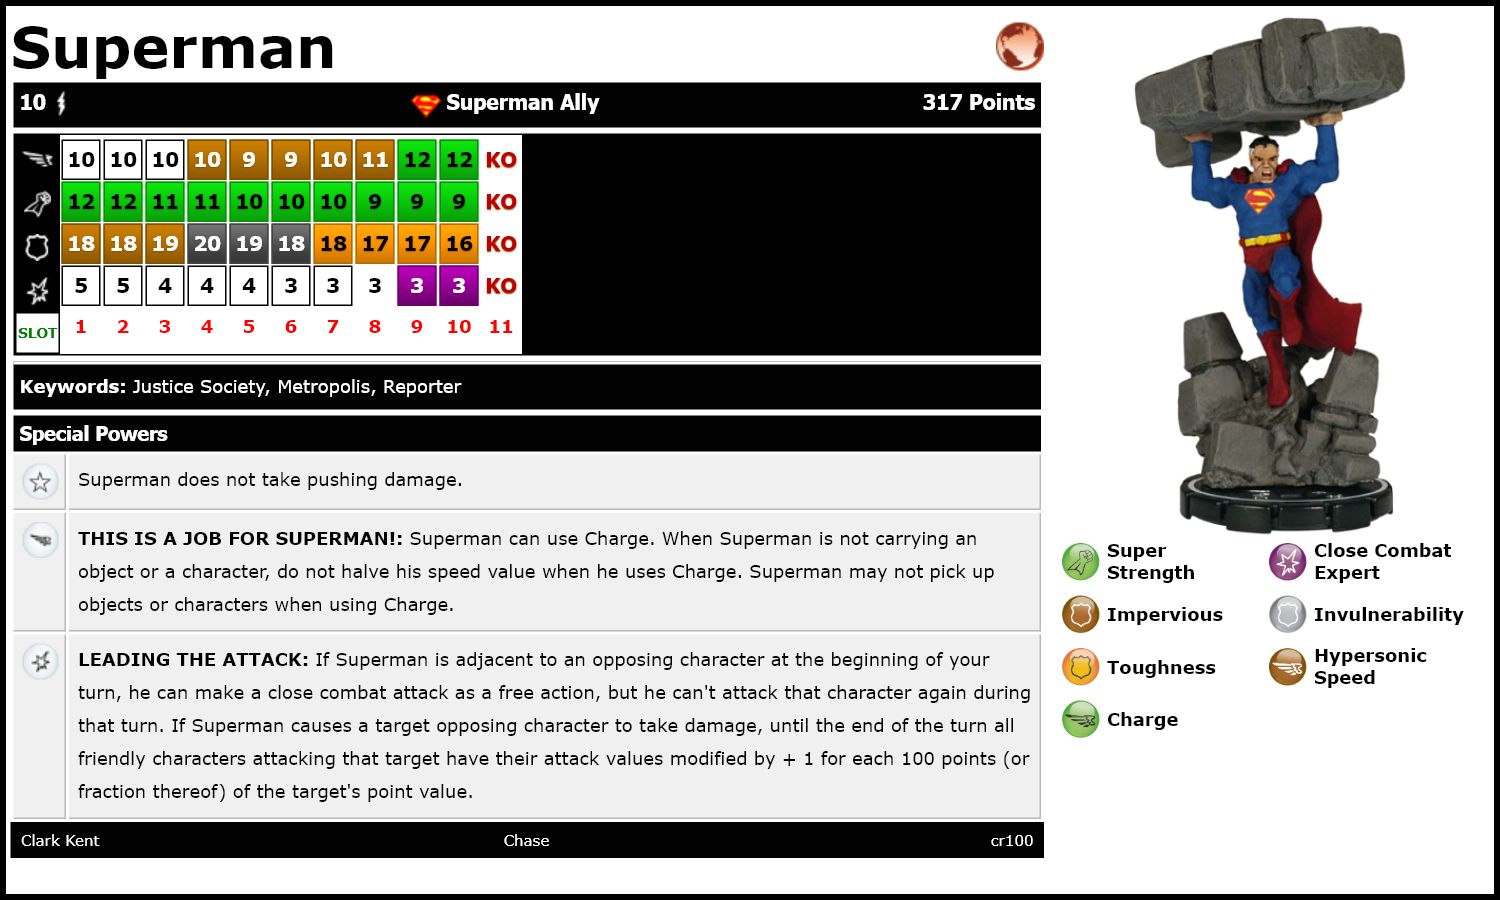 Superman
10 Superman Ally 317 Points
10 10 10 10 9 9 10 11 12 12 KO
12 12 11 11 10 10 10 9 9 9 KO
18 18 19 20 19 18 18 17 17 16 KO
5 5 4 4 4 3 3 3 3 3 KO
SLOT 1 2 3 4 5 6 7 8 9 10 11
Keywords: Justice Society, Metropolis, Reporter
Special Powers
Superman does not take pushing damage.
THIS IS A JOB FOR SUPERMAN!: Superman can use Charge. When Superman is not carrying an
object or a character, do not halve his speed value when he uses Charge. Superman may not pick up
objects or characters when using Charge.
LEADING THE ATTACK: If Superman is adjacent to an opposing character at the beginning of your
turn, he can make a close combat attack as a free action, but he can't attack that character again during
that turn. If Superman causes a target opposing character to take damage, until the end of the turn all
friendly characters attacking that target have their attack values modified by + 1 for each 100 points (or
fraction thereof) of the target's point value.
Clark Kent Chase cr100
S
Super
Strength
Close Combat
Expert
Impervious
Invulnerability
Toughness
Hypersonic
Speed
Charge